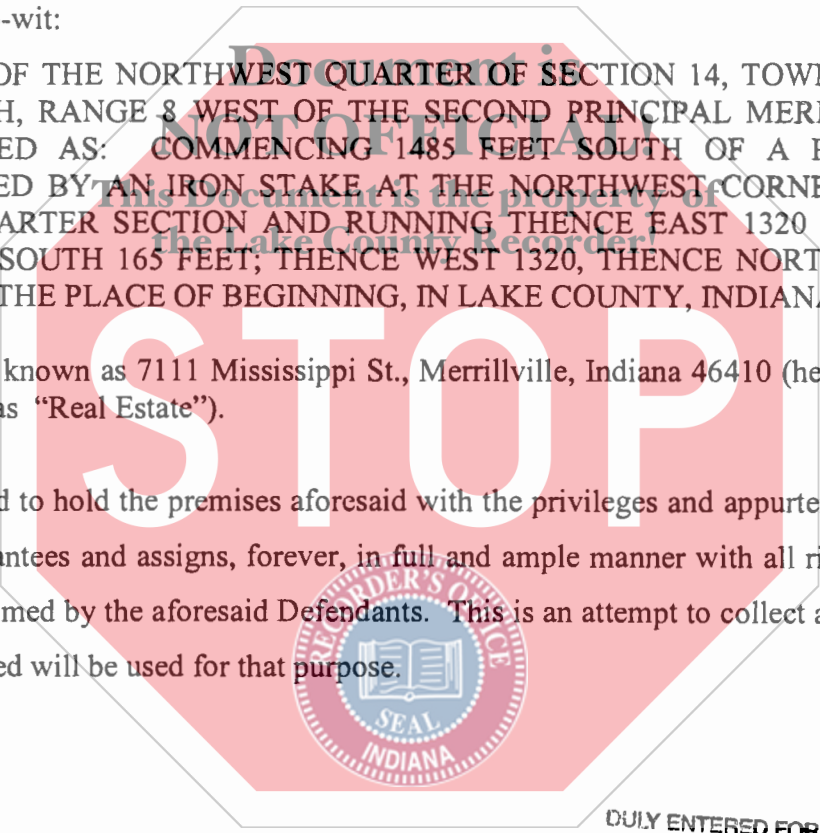 -wit:
Document is
OF THE NORTHWEST QUARTER OF SECTION 14, TOWI
H, RANGE 8 WEST OF THE SECOND PRINCIPAL MERI
NOT OFFICIAL!
ED AS: COMMENCING 1485 FEET SOUTH OF A P
ED BY AN IRON STAKE AT THE NORTHWEST CORNE
This Document is the property of
ARTER SECTION AND RUNNING THENCE EAST 1320
the Lake County Recorder!
SOUTH 165 FEET; THENCE WEST 1320, THENCE NORT
THE PLACE OF BEGINNING, IN LAKE COUNTY, INDIANA
STOP
known as 7111 Mississippi St., Merrillville, Indiana 46410 (he
as “Real Estate”).
d to hold the premises aforesaid with the privileges and appurte
antees and assigns, forever, in full and ample manner with all ri
med by the aforesaid Defendants. This is an attempt to collect a
ed will be used for that purpose.
RECORDER'S OFFICE
SEAL
INDIANA
DULY ENTERED FOR